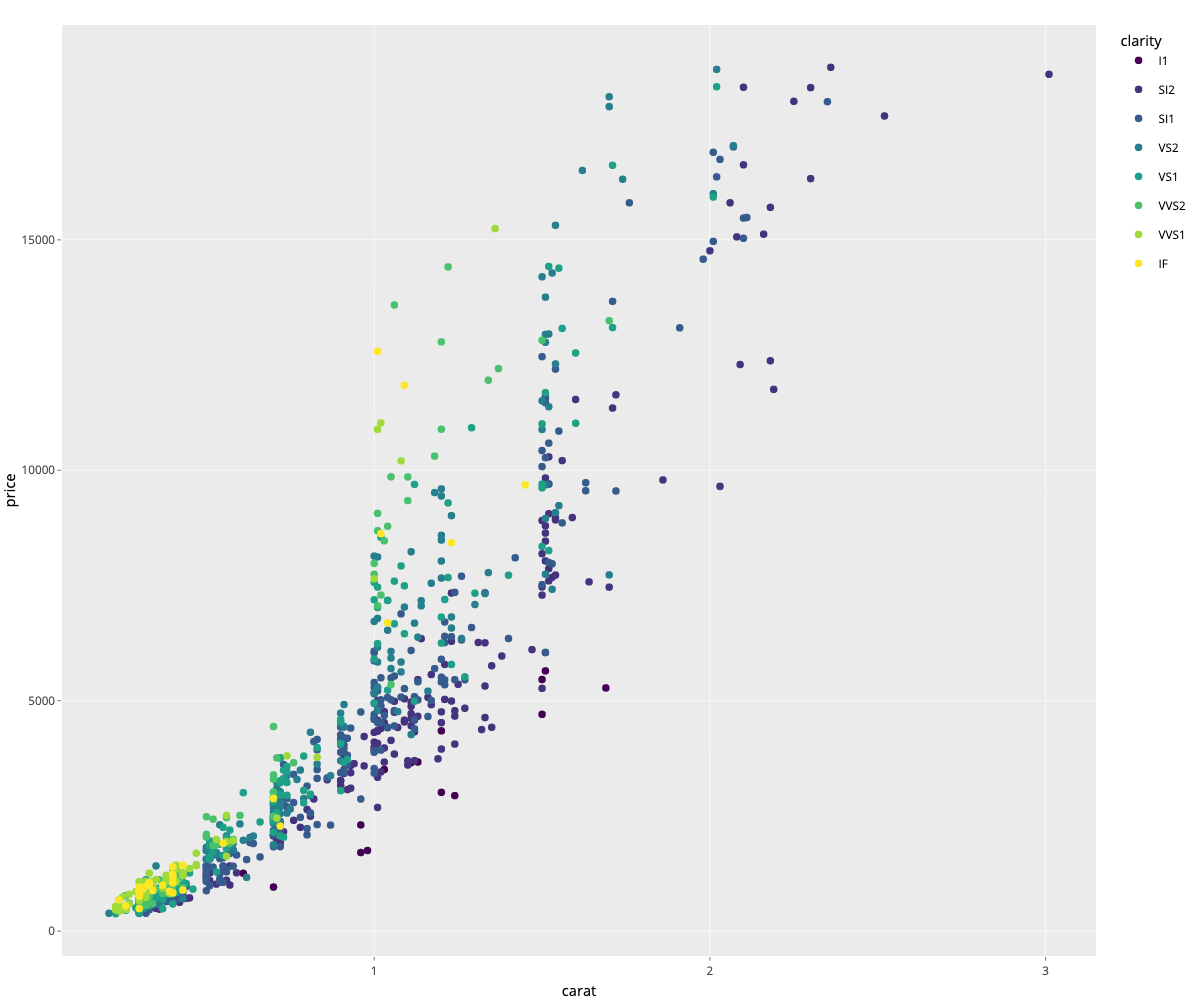 clarity
I1
SI2
SI1
VS2
VS1
VVS2
VVS1
IF
15000
10000
5000
0
price
1
2
3
carat